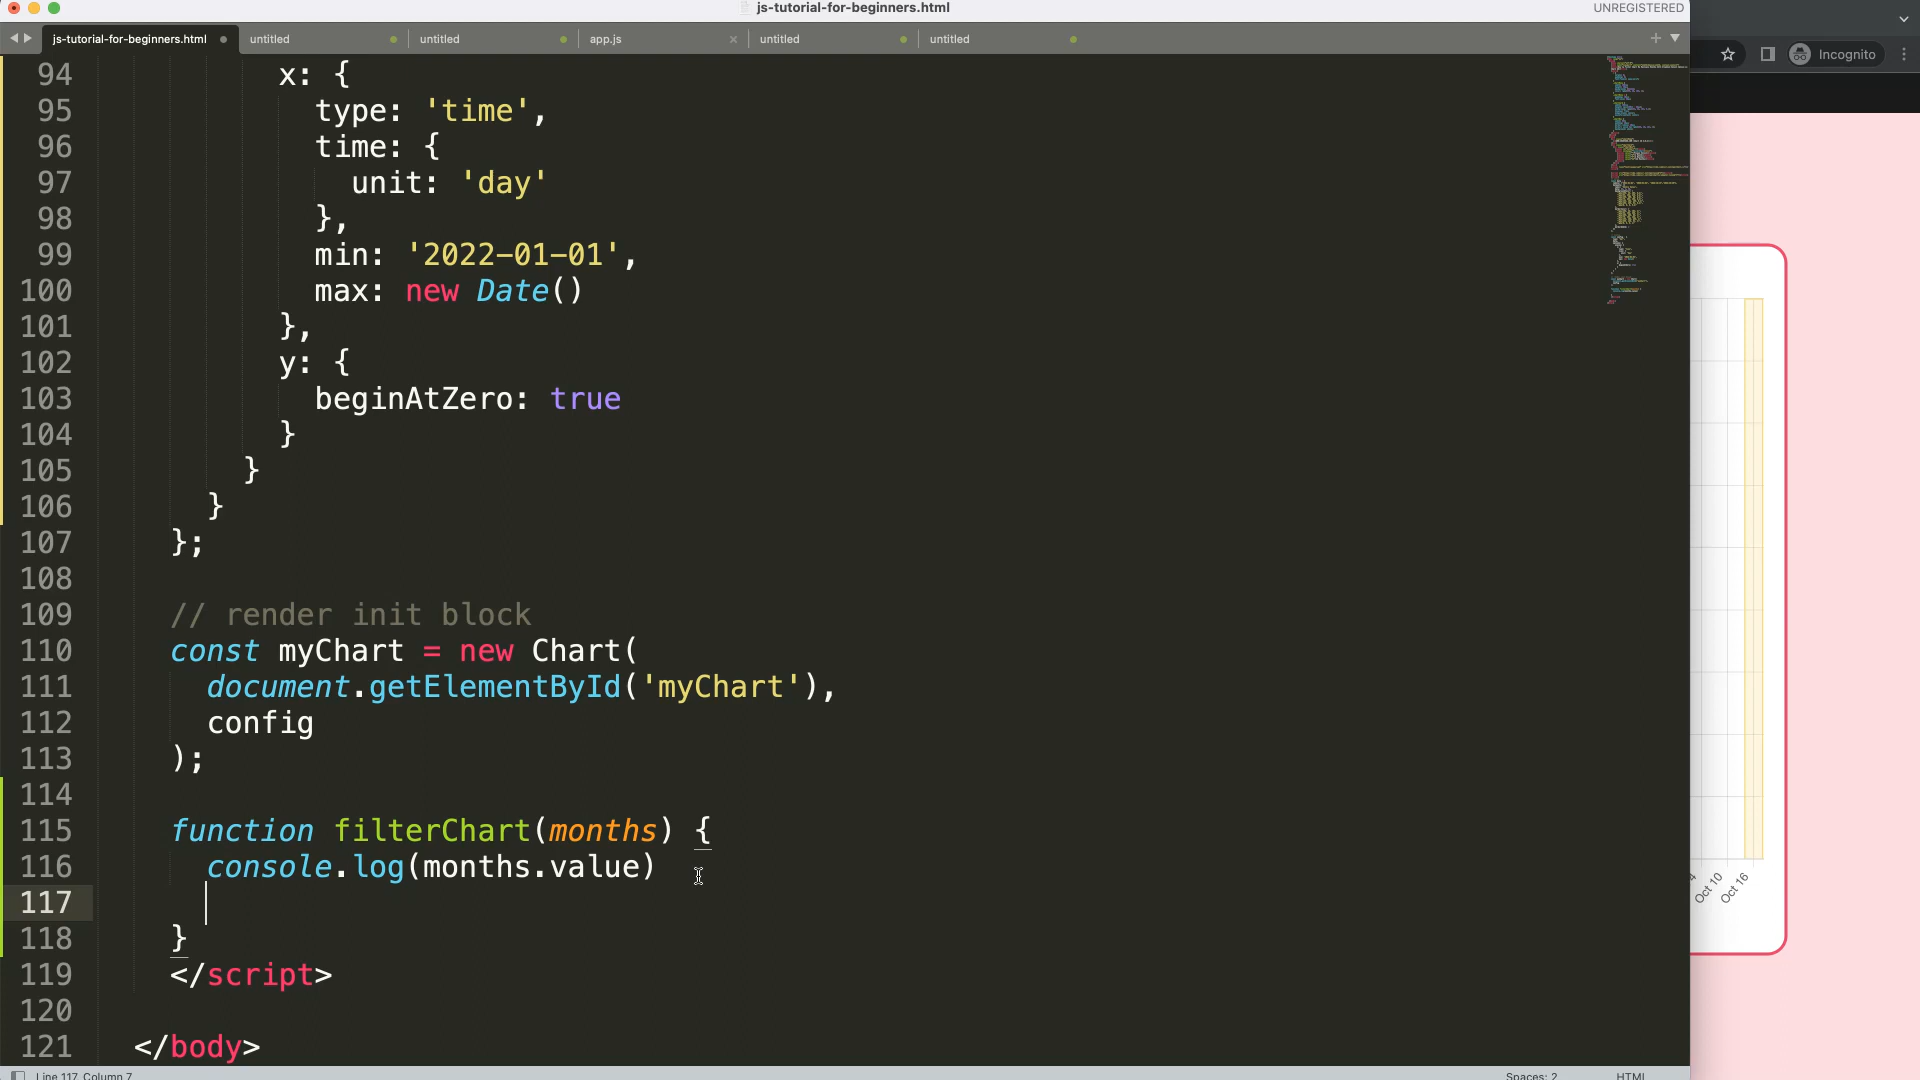 js-tutorial-for-beginners.html
UNREGISTERED
js-tutorial-for-beginners.html
untitled
untitled
app.js
untitled
untitled
Incognito
94 x: {
95 type: 'time',
96 time: {
97 unit: 'day'
98 },
99 min: '2022-01-01',
100 max: new Date()
101 },
102 y: {
103 beginAtZero: true
104 }
105 }
106 }
107 };
108
109 // render init block
110 const myChart = new Chart(
111 document.getElementById('myChart'),
112 config
113 );
114
115 function filterChart(months) {
116 console.log(months.value)
117
118 }
119 </script>
120
121 </body>
Oct 10
Oct 16
Line 117, Column 7
Spaces: 2
HTML